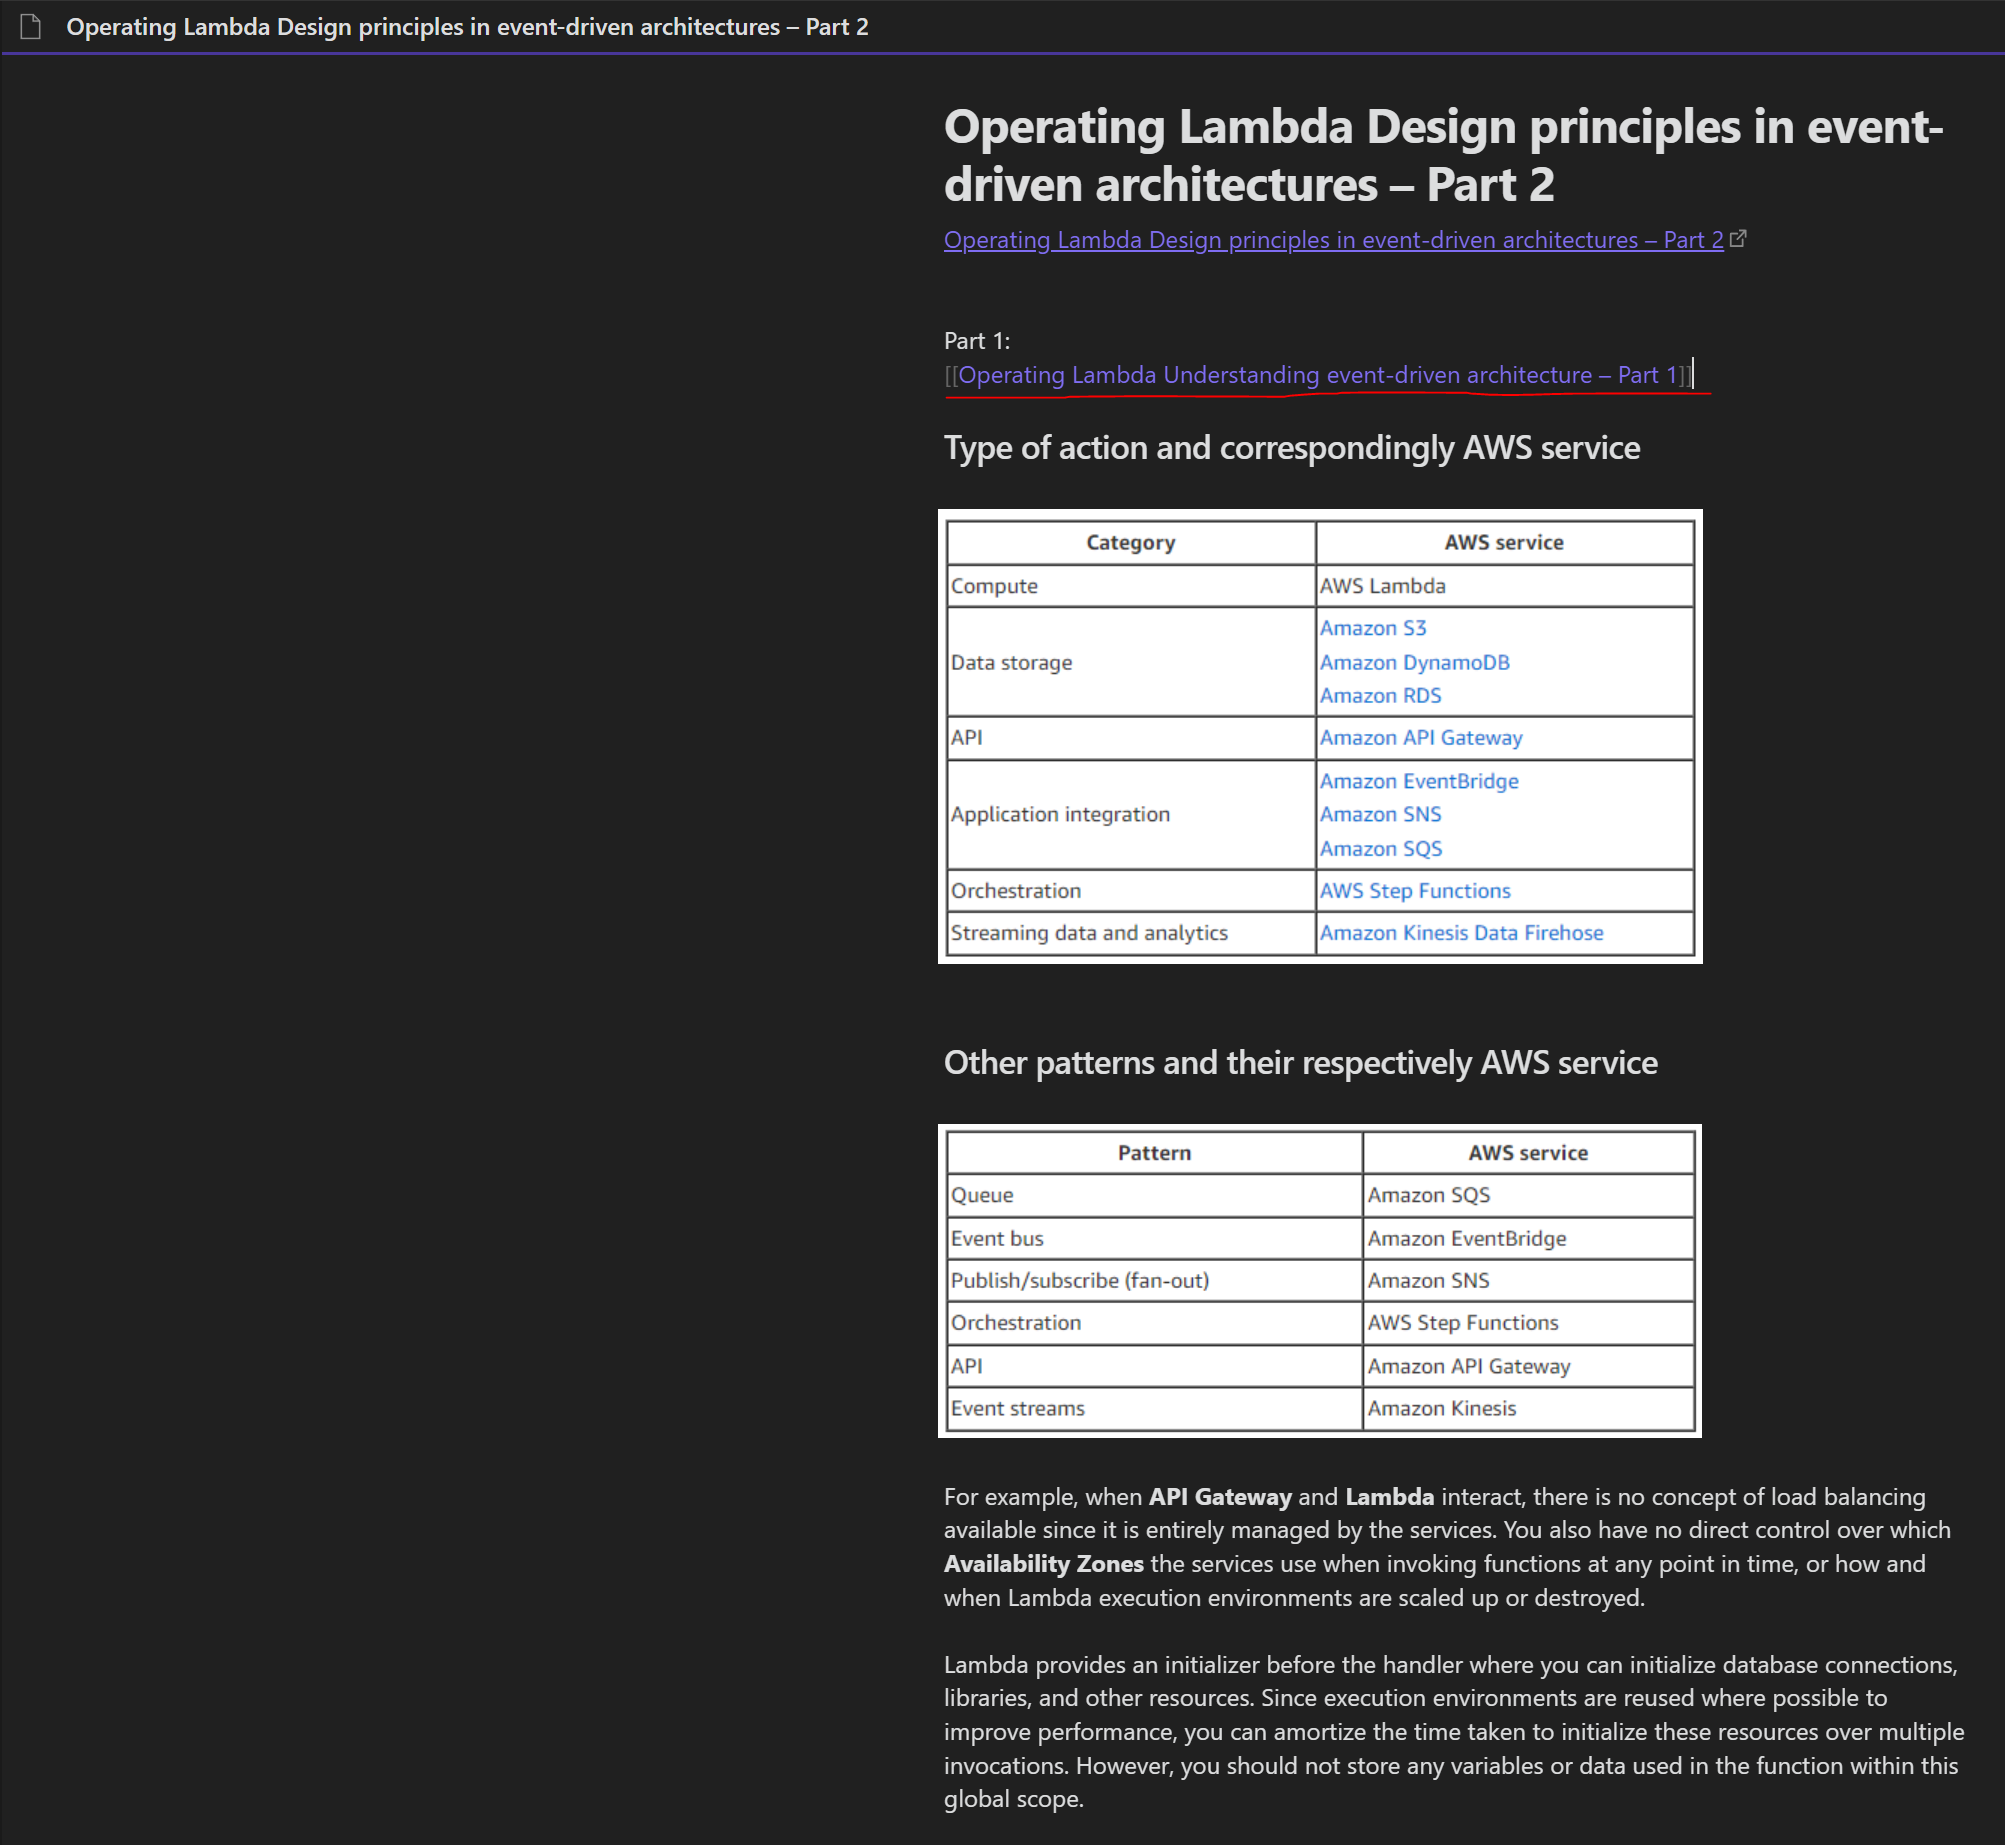 Operating Lambda Design principles in event-driven architectures – Part 2
Operating Lambda Design principles in event-
driven architectures – Part 2
Operating Lambda Design principles in event-driven architectures – Part 2
Part 1:
[[Operating Lambda Understanding event-driven architecture – Part 1]]
Type of action and correspondingly AWS service
Category AWS service
Compute AWS Lambda
Data storage
Amazon S3
Amazon DynamoDB
Amazon RDS
API Amazon API Gateway
Application integration
Amazon EventBridge
Amazon SNS
Amazon SQS
Orchestration AWS Step Functions
Streaming data and analytics Amazon Kinesis Data Firehose
Other patterns and their respectively AWS service
Pattern AWS service
Queue Amazon SQS
Event bus Amazon EventBridge
Publish/subscribe (fan-out) Amazon SNS
Orchestration AWS Step Functions
API Amazon API Gateway
Event streams Amazon Kinesis
For example, when API Gateway and Lambda interact, there is no concept of load balancing
available since it is entirely managed by the services. You also have no direct control over which
Availability Zones the services use when invoking functions at any point in time, or how and
when Lambda execution environments are scaled up or destroyed.
Lambda provides an initializer before the handler where you can initialize database connections,
libraries, and other resources. Since execution environments are reused where possible to
improve performance, you can amortize the time taken to initialize these resources over multiple
invocations. However, you should not store any variables or data used in the function within this
global scope.